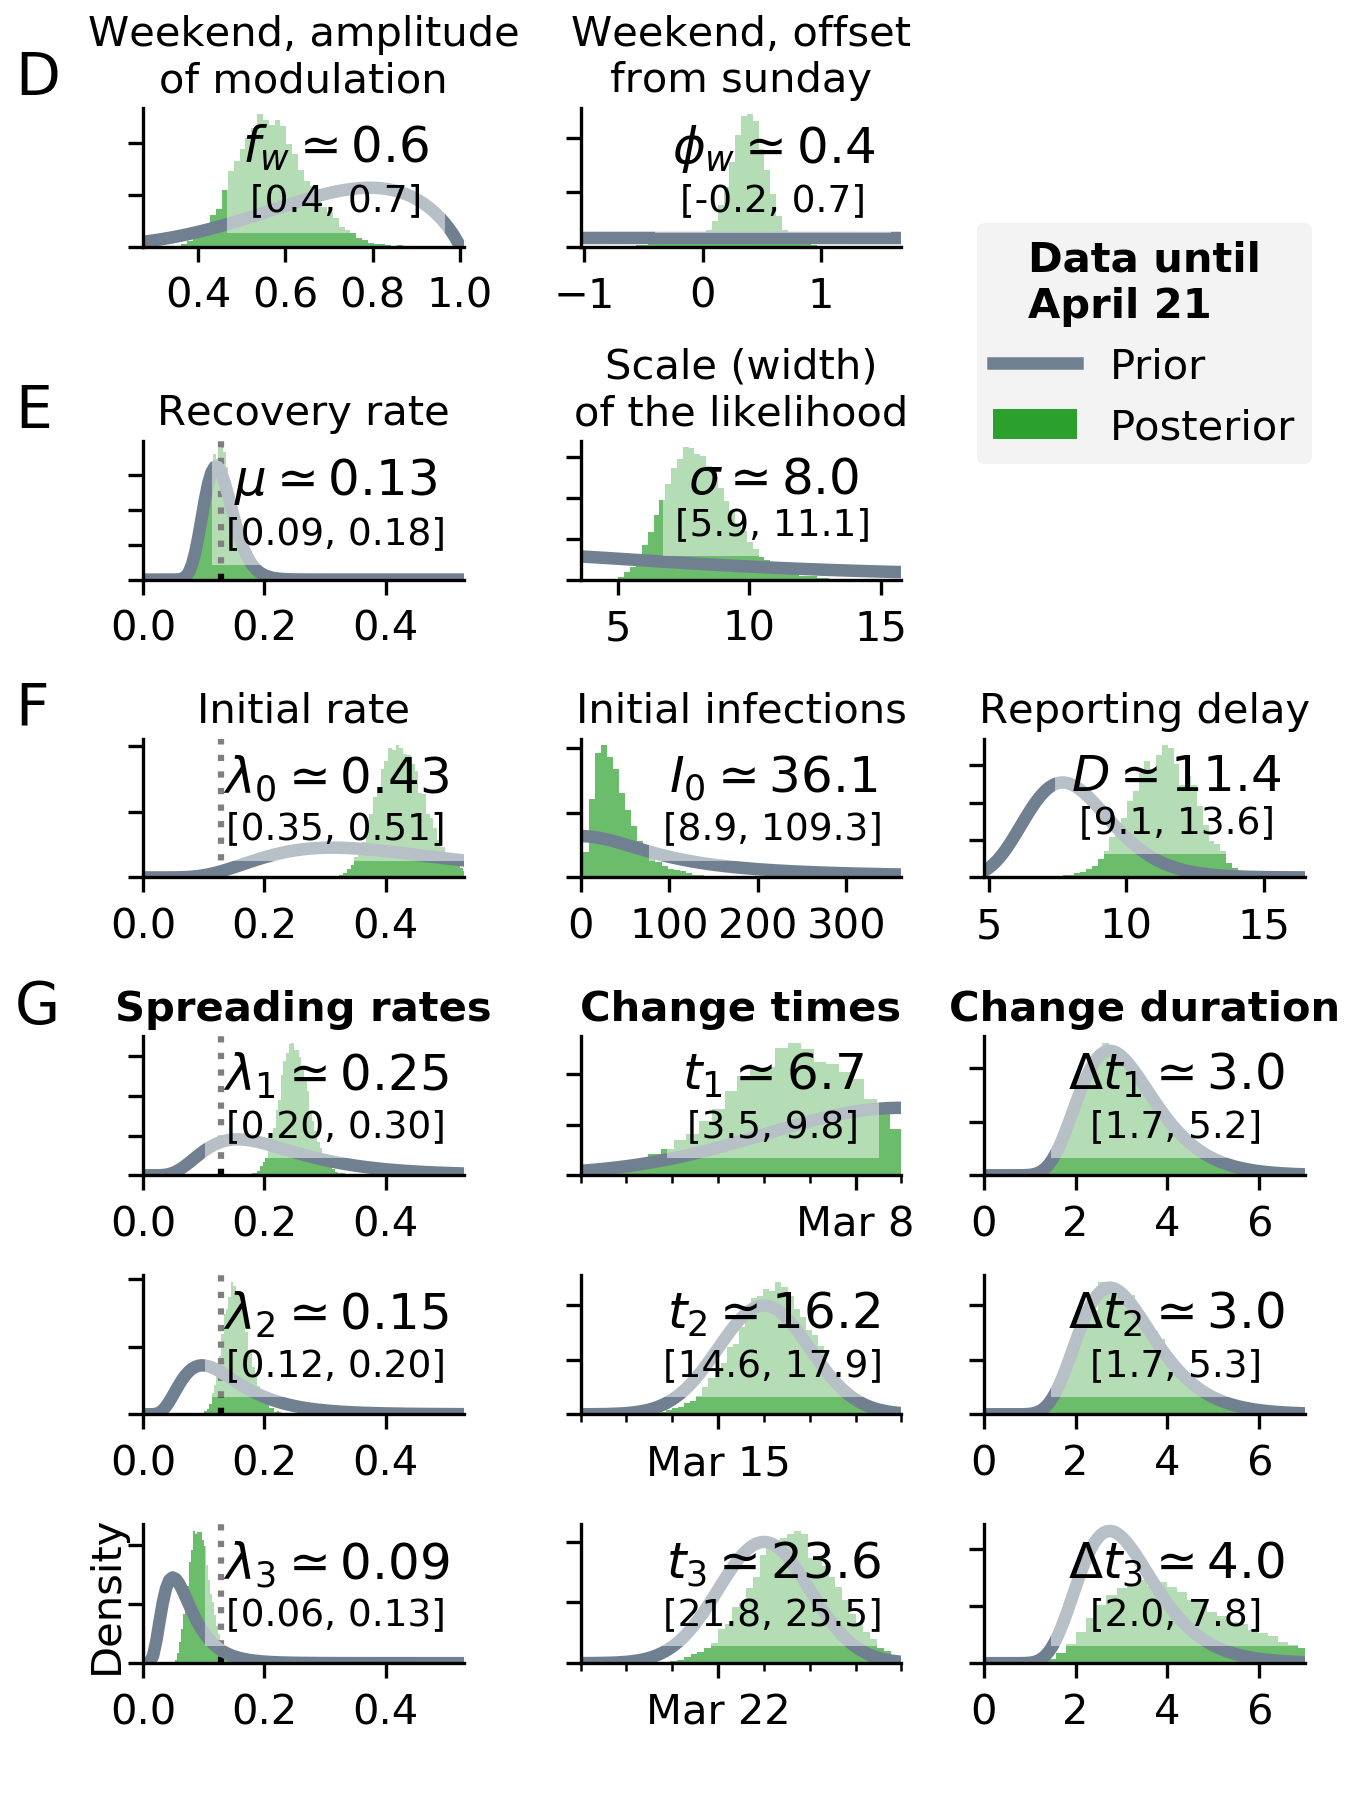 D
Weekend, amplitude
of modulation
f_w ≃ 0.6
[0.4, 0.7]
0.4 0.6 0.8 1.0
Weekend, offset
from sunday
ϕ_w ≃ 0.4
[-0.2, 0.7]
−1 0 1
Data until
April 21
Prior
Posterior
E
Recovery rate
μ ≃ 0.13
[0.09, 0.18]
0.0 0.2 0.4
Scale (width)
of the likelihood
σ ≃ 8.0
[5.9, 11.1]
5 10 15
F
Initial rate
λ_0 ≃ 0.43
[0.35, 0.51]
0.0 0.2 0.4
Initial infections
I_0 ≃ 36.1
[8.9, 109.3]
0 100 200 300
Reporting delay
D ≃ 11.4
[9.1, 13.6]
5 10 15
G
Spreading rates
λ_1 ≃ 0.25
[0.20, 0.30]
0.0 0.2 0.4
Change times
t_1 ≃ 6.7
[3.5, 9.8]
Mar 8
Change duration
Δt_1 ≃ 3.0
[1.7, 5.2]
0 2 4 6
λ_2 ≃ 0.15
[0.12, 0.20]
0.0 0.2 0.4
t_2 ≃ 16.2
[14.6, 17.9]
Mar 15
Δt_2 ≃ 3.0
[1.7, 5.3]
0 2 4 6
Density
λ_3 ≃ 0.09
[0.06, 0.13]
0.0 0.2 0.4
t_3 ≃ 23.6
[21.8, 25.5]
Mar 22
Δt_3 ≃ 4.0
[2.0, 7.8]
0 2 4 6